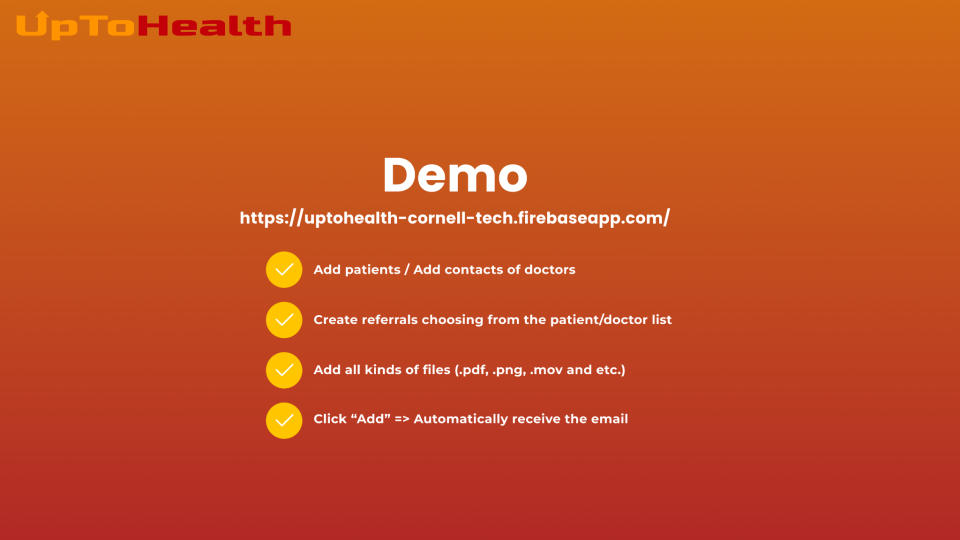 UpToHealth
Demo
https://uptohealth-cornell-tech.firebaseapp.com/
Add patients / Add contacts of doctors
Create referrals choosing from the patient/doctor list
Add all kinds of files (.pdf, .png, .mov and etc.)
Click “Add” => Automatically receive the email